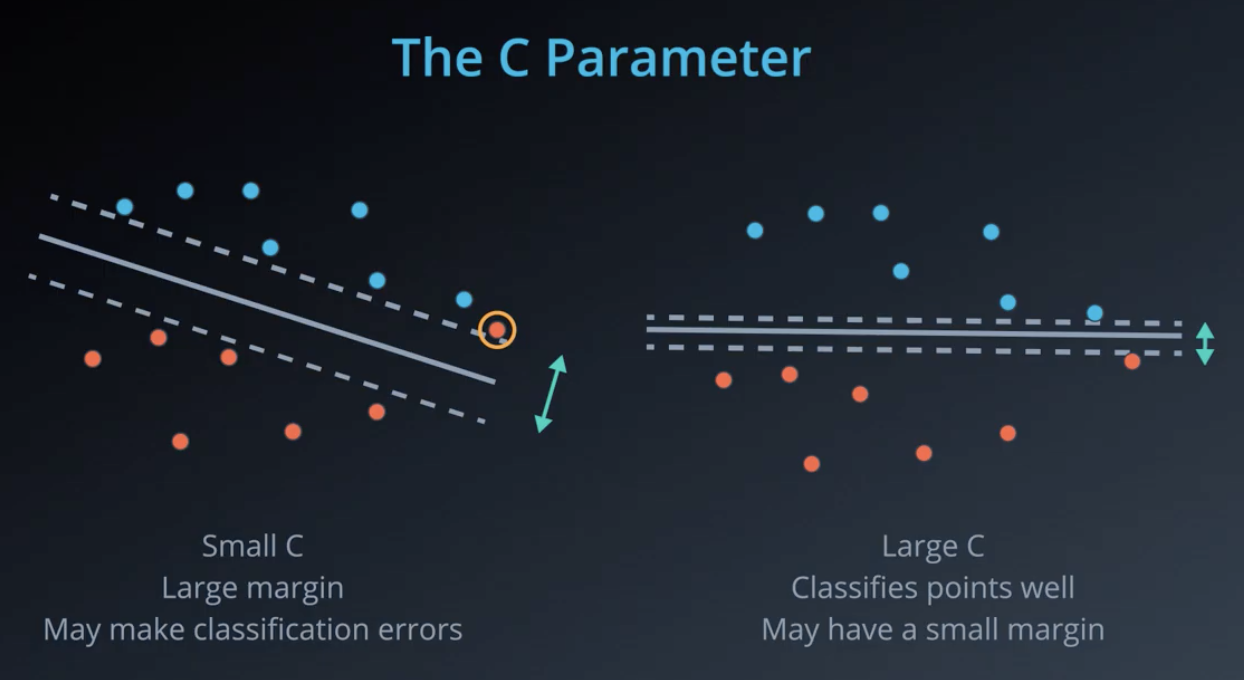 The C Parameter
Small C
Large margin
May make classification errors
Large C
Classifies points well
May have a small margin